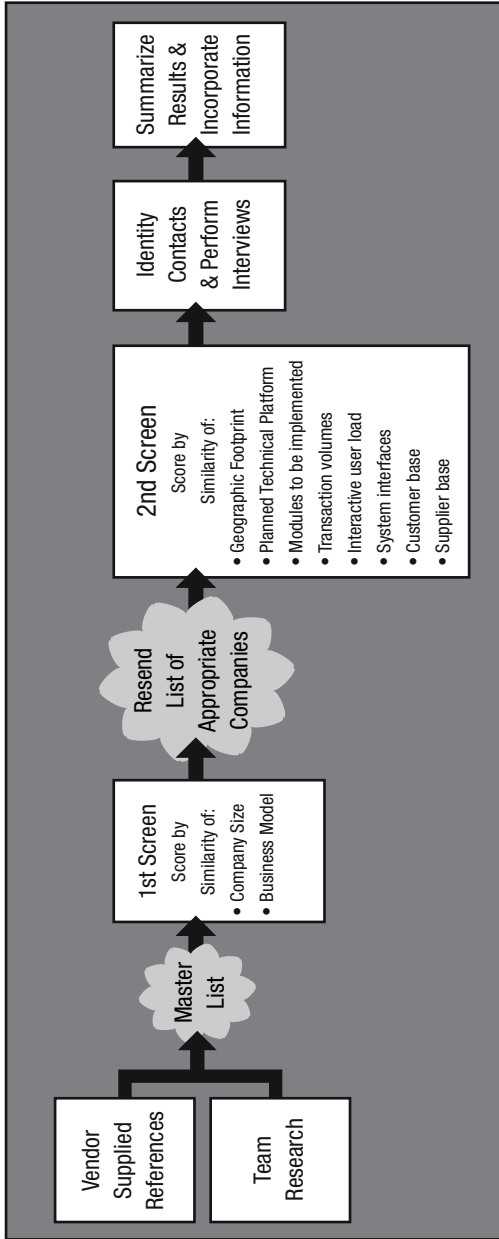 Vendor
Supplied
References
Team
Research
Master
List
1st Screen
Score by
Similarity of:
• Company Size
• Business Model
Resend
List of
Appropriate
Companies
2nd Screen
Score by
Similarity of:
• Geographic Footprint
• Planned Technical Platform
• Modules to be implemented
• Transaction volumes
• Interactive user load
• System interfaces
• Customer base
• Supplier base
Identity
Contacts
& Perform
Interviews
Summarize
Results &
Incorporate
Information